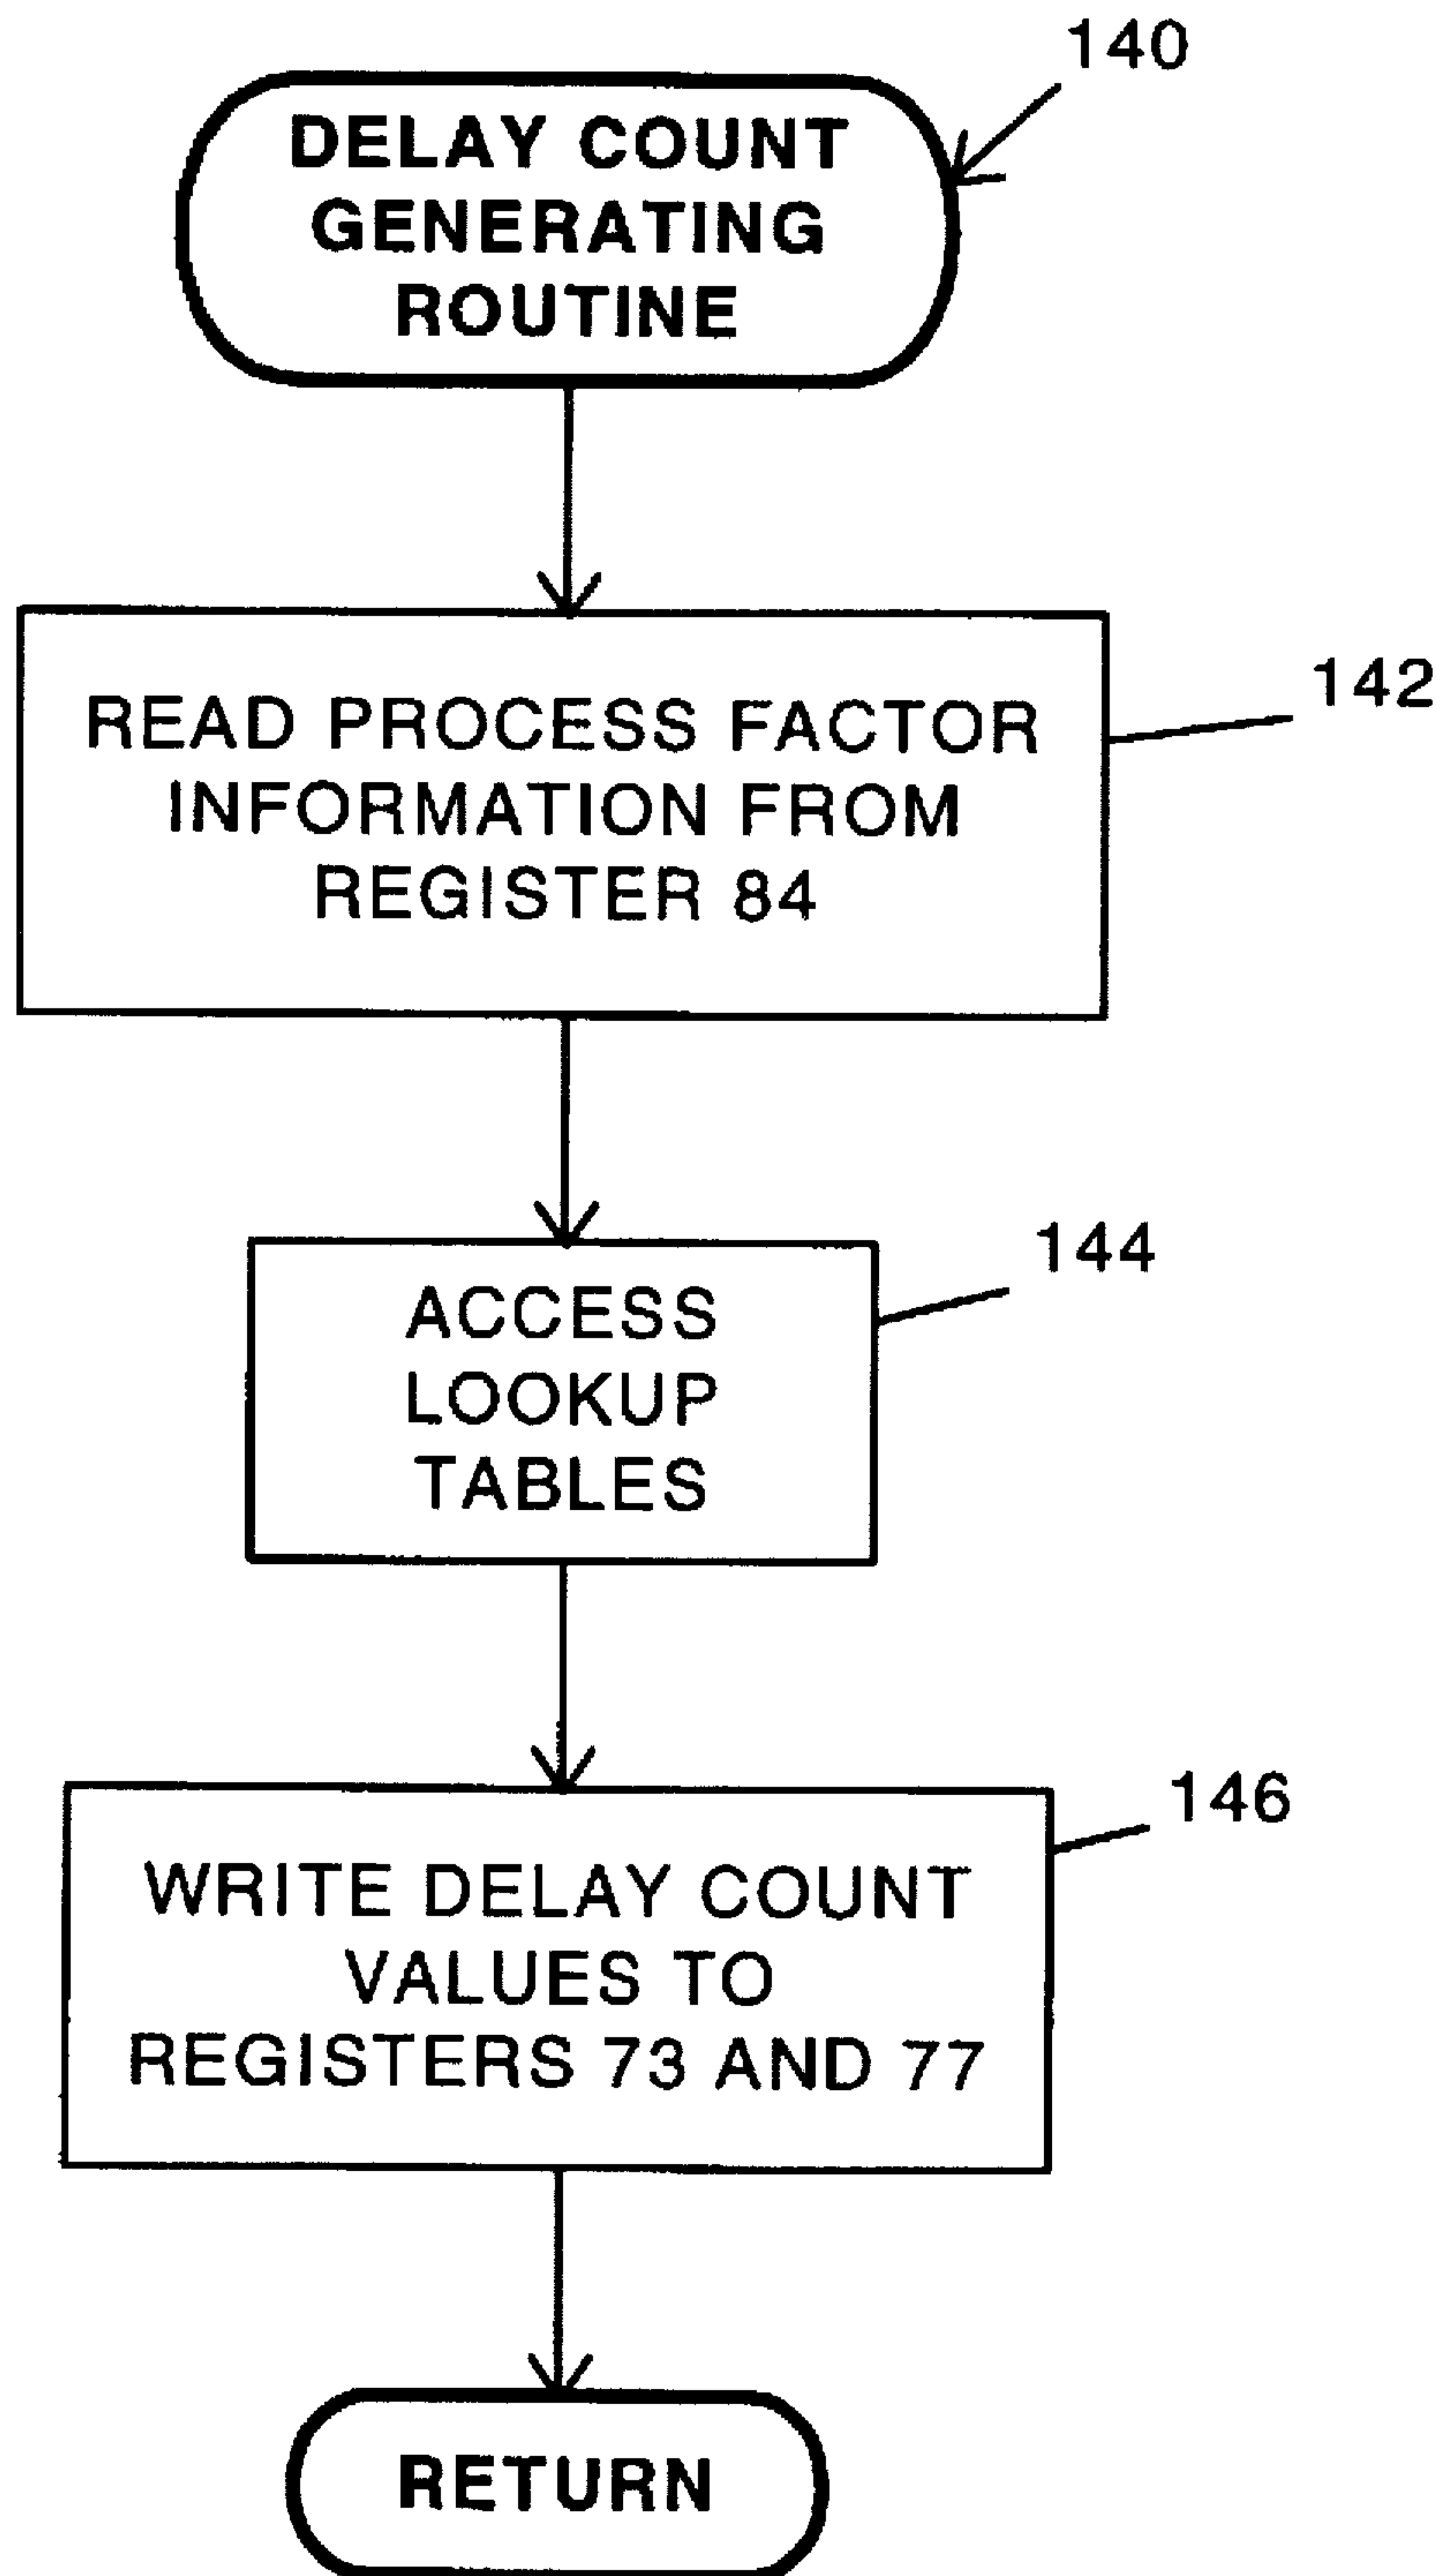 140
DELAY COUNT
GENERATING
ROUTINE
READ PROCESS FACTOR
INFORMATION FROM
REGISTER 84
142
ACCESS
LOOKUP
TABLES
144
WRITE DELAY COUNT
VALUES TO
REGISTERS 73 AND 77
146
RETURN